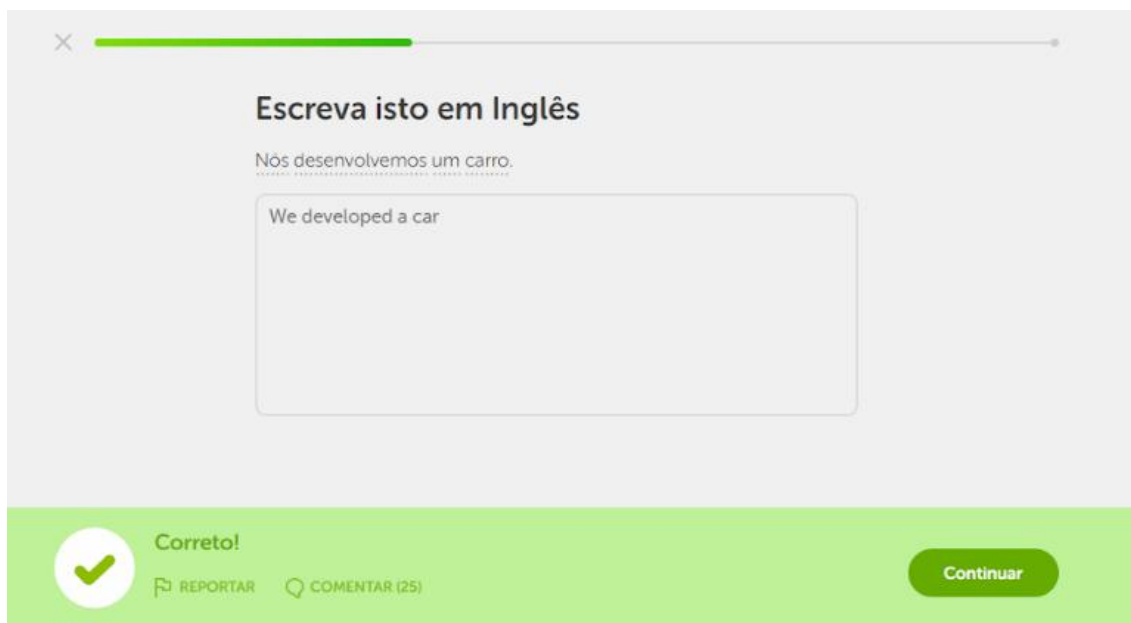 Escreva isto em Inglês
Nós desenvolvemos um carro.
We developed a car
Correto!
REPORTAR COMENTAR (25)
Continuar